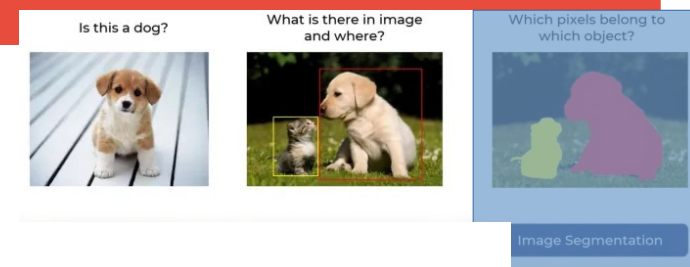 Is this a dog?
What is there in image
and where?
Which pixels belong to
which object?
Image Segmentation